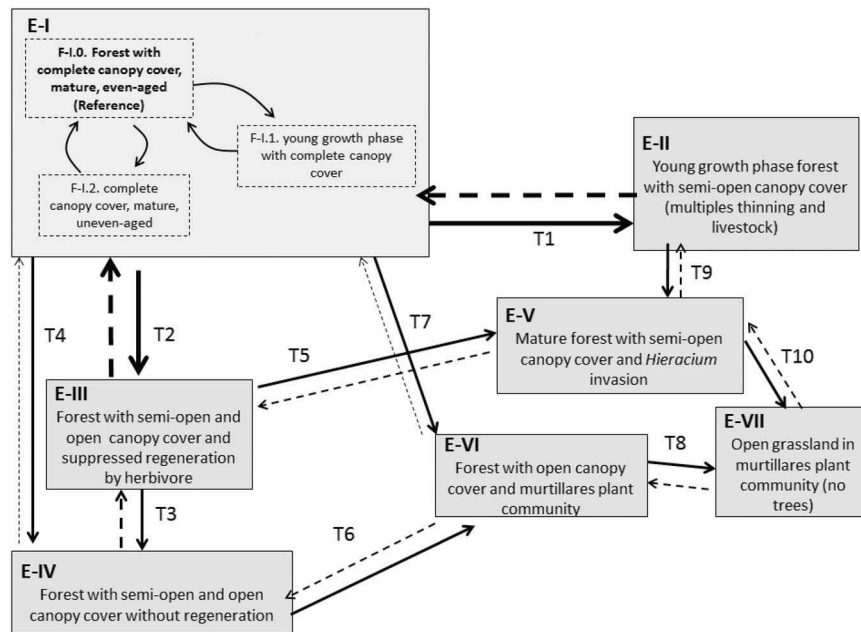 E-I
F-I.0. Forest with
complete canopy cover,
mature, even-aged
(Reference)
F-I.1. young growth phase
with complete canopy
cover
F-I.2. complete
canopy cover, mature,
uneven-aged
E-II
Young growth phase forest
with semi-open canopy cover
(multiples thinning and
livestock)
T1
T9
T4
T2
T7
E-V
Mature forest with semi-open
canopy cover and Hieracium
invasion
T5
T10
E-III
Forest with semi-open and
open canopy cover and
suppressed regeneration
by herbivore
E-VI
Forest with open canopy
cover and murtillares plant
community
T8
E-VII
Open grassland in
murtillares plant
community (no
trees)
T3
T6
E-IV
Forest with semi-open and open
canopy cover without regeneration